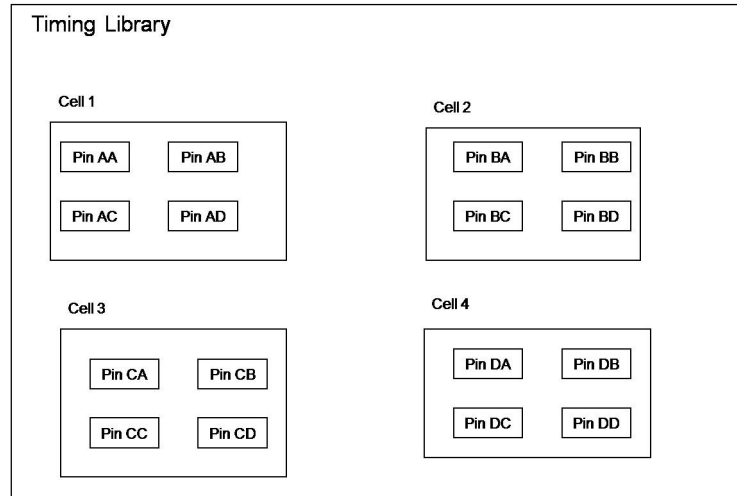 Timing Library
Cell 1
Pin AA
Pin AB
Pin AC
Pin AD
Cell 2
Pin BA
Pin BB
Pin BC
Pin BD
Cell 3
Pin CA
Pin CB
Pin CC
Pin CD
Cell 4
Pin DA
Pin DB
Pin DC
Pin DD